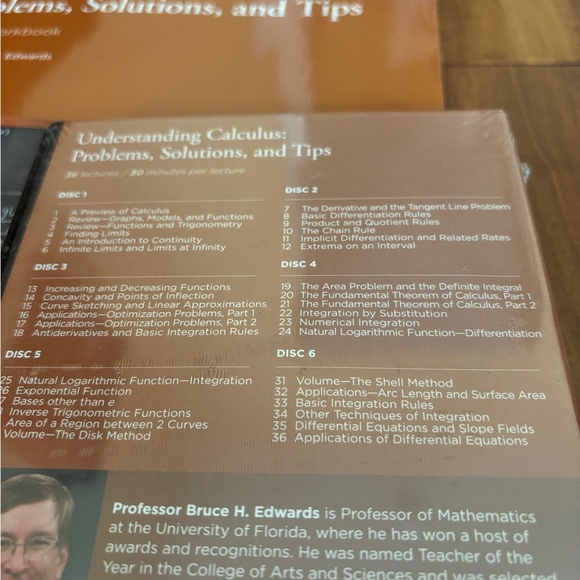 olems, Solutions, and Tips
orkbook
Edwards
Understanding Calculus:
Problems, Solutions, and Tips
36 lectures / 30 minutes per lecture
DISC 1
1 A Preview of Calculus
2 Review—Graphs, Models, and Functions
3 Review—Functions and Trigonometry
4 Finding Limits
5 An Introduction to Continuity
6 Infinite Limits and Limits at Infinity
DISC 2
7 The Derivative and the Tangent Line Problem
8 Basic Differentiation Rules
9 Product and Quotient Rules
10 The Chain Rule
11 Implicit Differentiation and Related Rates
12 Extrema on an Interval
DISC 3
13 Increasing and Decreasing Functions
14 Concavity and Points of Inflection
15 Curve Sketching and Linear Approximations
16 Applications—Optimization Problems, Part 1
17 Applications—Optimization Problems, Part 2
18 Antiderivatives and Basic Integration Rules
DISC 4
19 The Area Problem and the Definite Integral
20 The Fundamental Theorem of Calculus, Part 1
21 The Fundamental Theorem of Calculus, Part 2
22 Integration by Substitution
23 Numerical Integration
24 Natural Logarithmic Function—Differentiation
DISC 5
25 Natural Logarithmic Function—Integration
26 Exponential Function
7 Bases other than e
Inverse Trigonometric Functions
Area of a Region between 2 Curves
Volume—The Disk Method
DISC 6
31 Volume—The Shell Method
32 Applications—Arc Length and Surface Area
33 Basic Integration Rules
34 Other Techniques of Integration
35 Differential Equations and Slope Fields
36 Applications of Differential Equations
Professor Bruce H. Edwards is Professor of Mathematics
at the University of Florida, where he has won a host of
awards and recognitions. He was named Teacher of the
Year in the College of Arts and Sciences and was selected